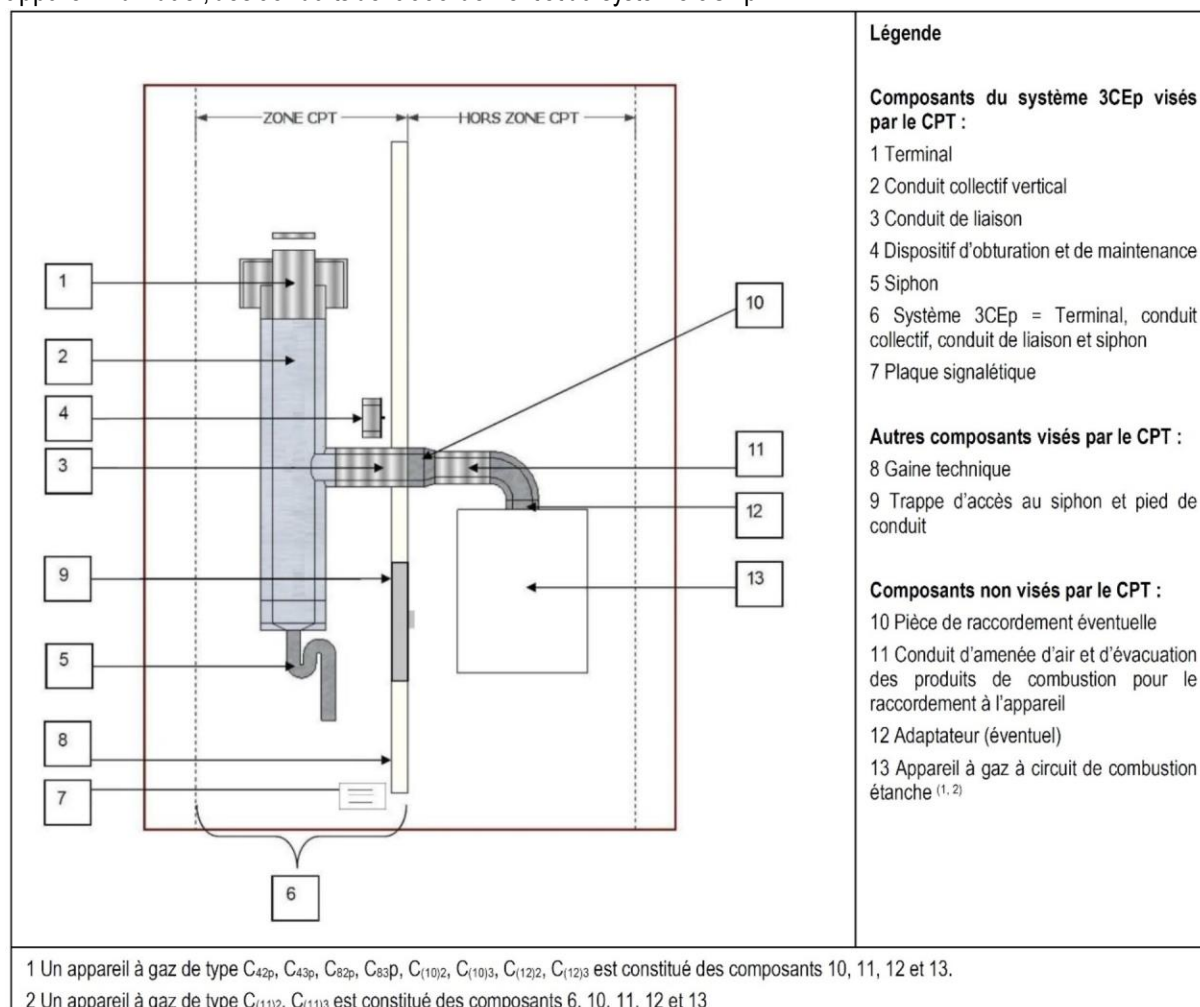 ZONE CPT
HORS ZONE CPT
1
2
4
3
9
5
8
7
6
10
11
12
13
Légende
Composants du système 3CEp visés
par le CPT :
1 Terminal
2 Conduit collectif vertical
3 Conduit de liaison
4 Dispositif d'obturation et de maintenance
5 Siphon
6 Système 3CEp = Terminal, conduit
collectif, conduit de liaison et siphon
7 Plaque signalétique
Autres composants visés par le CPT :
8 Gaine technique
9 Trappe d'accès au siphon et pied de
conduit
Composants non visés par le CPT :
10 Pièce de raccordement éventuelle
11 Conduit d'amenée d'air et d'évacuation
des produits de combustion pour le
raccordement à l'appareil
12 Adaptateur (éventuel)
13 Appareil à gaz à circuit de combustion
étanche (1, 2)
1 Un appareil à gaz de type C42p, C43p, C82p, C83p, C(10)2, C(10)3, C(12)2, C(12)3 est constitué des composants 10, 11, 12 et 13.
2 Un appareil à gaz de type C(11)2, C(11)3 est constitué des composants 6, 10, 11, 12 et 13